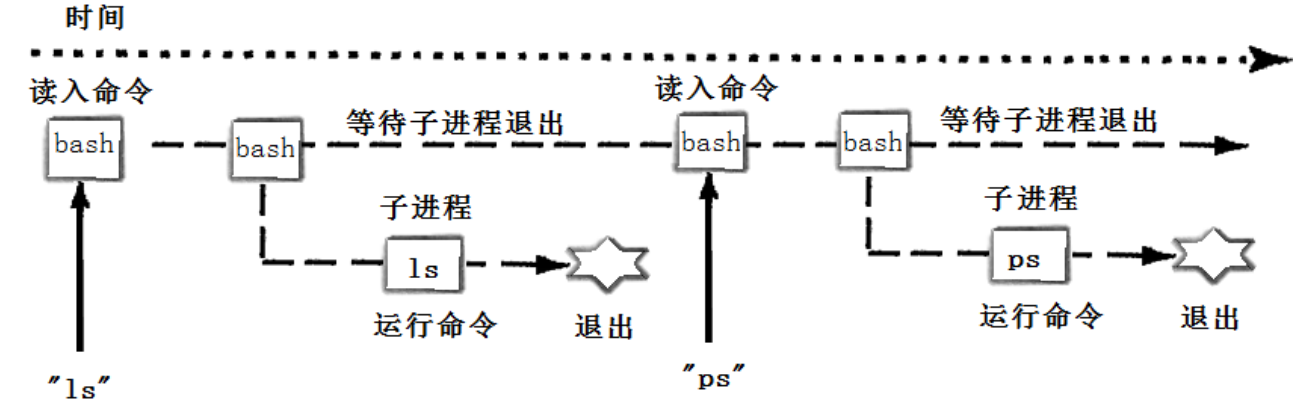 时间
读入命令
读入命令
bash
bash
等待子进程退出
bash
bash
等待子进程退出
子进程
子进程
ls
ps
运行命令
退出
运行命令
退出
"ls"
"ps"